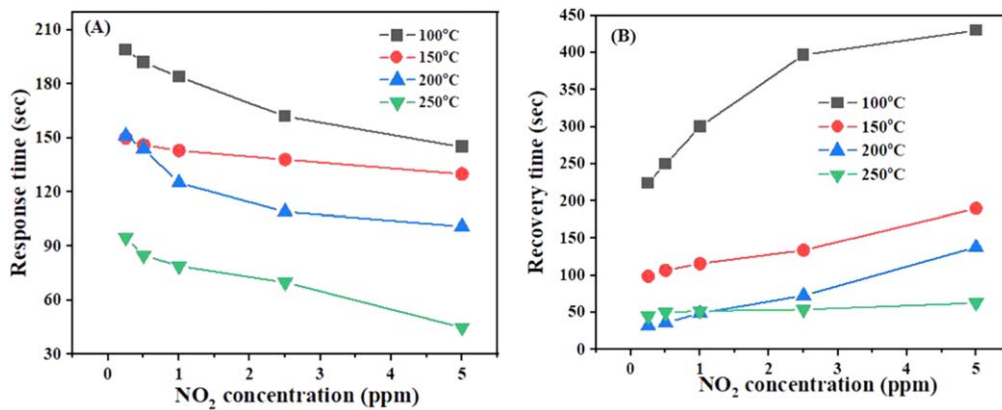 (A)
100°C
150°C
200°C
250°C
Response time (sec)
210
180
150
120
90
60
30
0
1
2
3
4
5
NO₂ concentration (ppm)
(B)
100°C
150°C
200°C
250°C
Recovery time (sec)
450
400
350
300
250
200
150
100
50
0
0
1
2
3
4
5
NO₂ concentration (ppm)